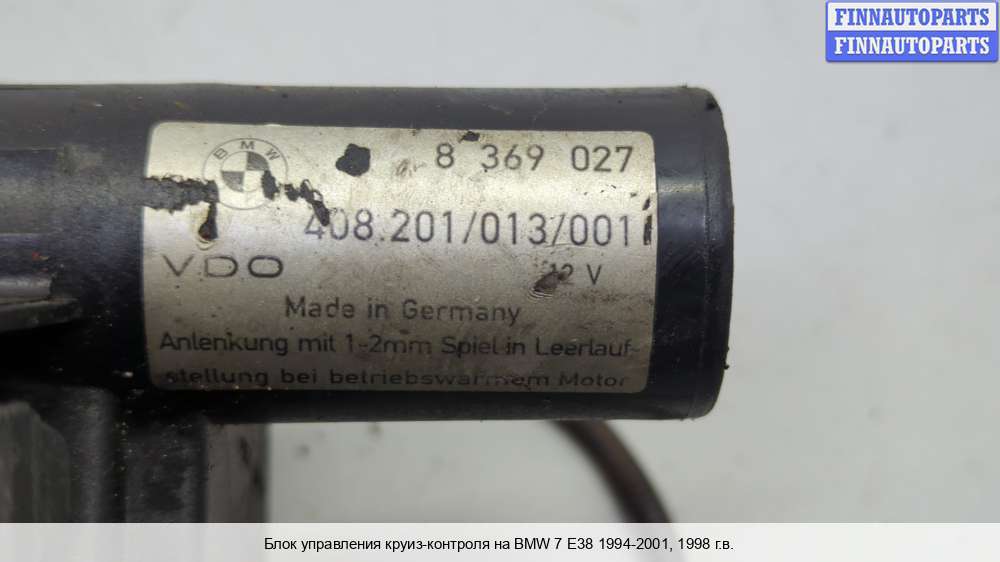 FINNAUTOPARTS
FINNAUTOPARTS
BMW
8 369 027
408.201/013/001
VDO
12 V
Made in Germany
Anlenkung mit 1-2mm Spiel in Leerlauf-
stellung bei betriebswarmem Motor
Блок управления круиз-контроля на BMW 7 E38 1994-2001, 1998 г.в.